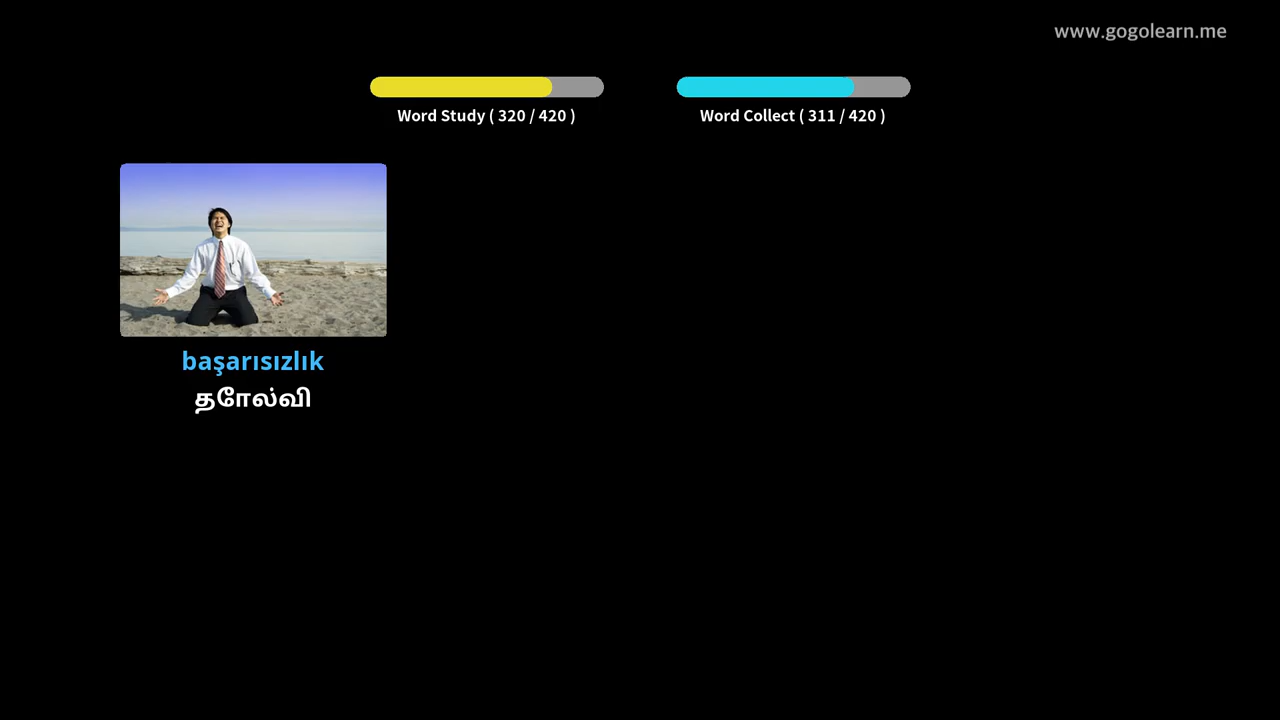 www.gogolearn.me
Word Study ( 320 / 420 )
Word Collect ( 311 / 420 )
başarısızlık
தோல்வி